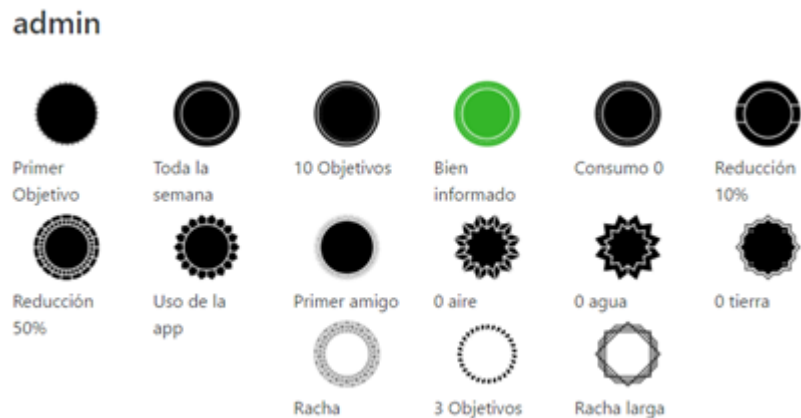 admin
Primer Objetivo
Toda la semana
10 Objetivos
Bien informado
Consumo 0
Reducción 10%
Reducción 50%
Uso de la app
Primer amigo
0 aire
0 agua
0 tierra
Racha
3 Objetivos
Racha larga